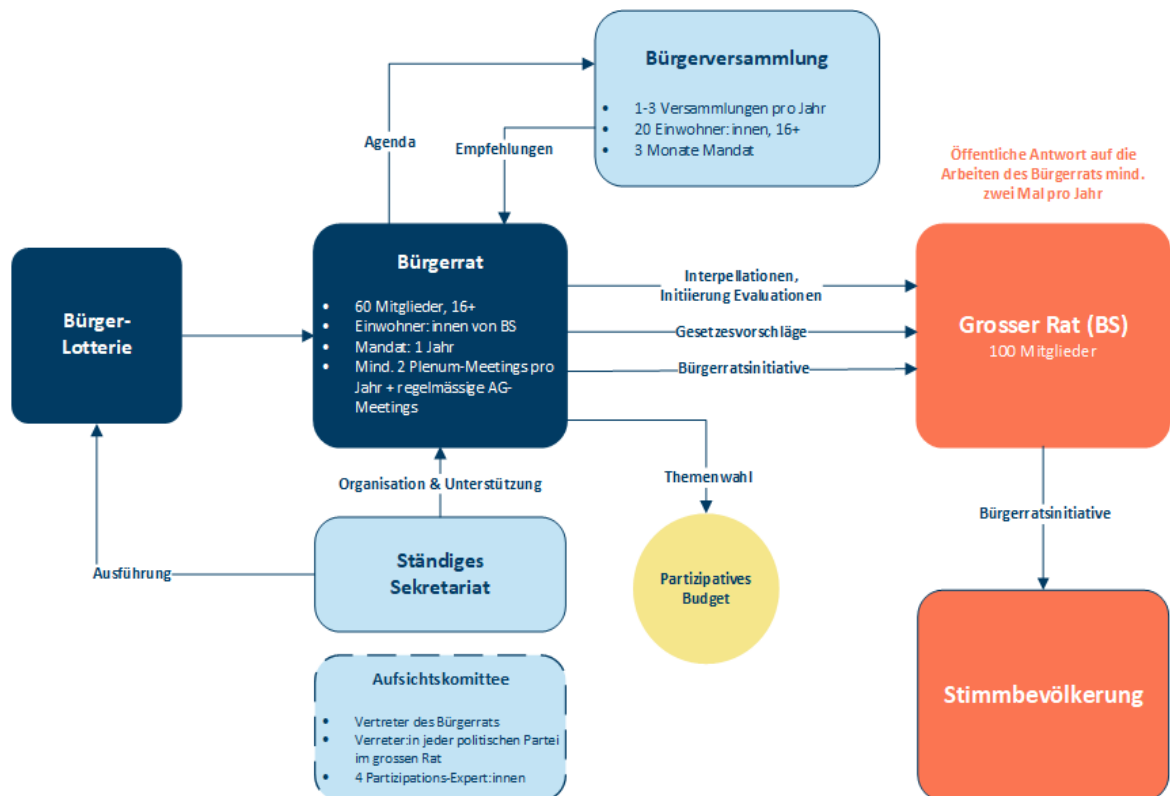 Bürgerversammlung
• 1-3 Versammlungen pro Jahr
• 20 Einwohner:innen, 16+
• 3 Monate Mandat
Agenda
Empfehlungen
Öffentliche Antwort auf die
Arbeiten des Bürgerrats mind.
zwei Mal pro Jahr
Bürger-
Lotterie
Bürgerrat
• 60 Mitglieder, 16+
• Einwohner:innen von BS
• Mandat: 1 Jahr
• Mind. 2 Plenum-Meetings pro
Jahr + regelmässige AG-
Meetings
Interpellationen,
Initiierung Evaluationen
Gesetzesvorschläge
Bürgerratsinitiative
Grosser Rat (BS)
100 Mitglieder
Organisation & Unterstützung
Themenwahl
Bürgerratsinitiative
Ausführung
Ständiges
Sekretariat
Partizipatives
Budget
Aufsichtskomittee
• Vertreter des Bürgerrats
• Verreter:in jeder politischen Partei
im grossen Rat
• 4 Partizipations-Expert:innen
Stimmbevölkerung